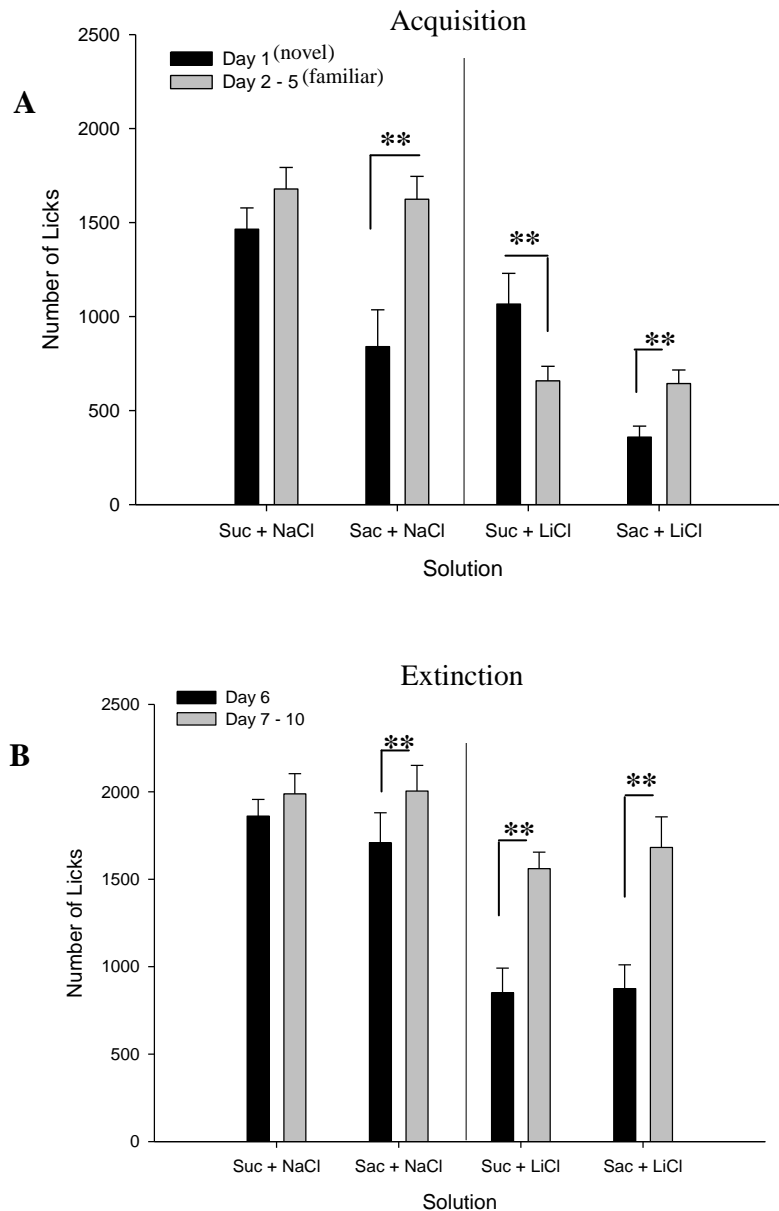 Acquisition
A
Day 1 (novel)
Day 2 - 5 (familiar)
2500
2000
1500
1000
500
0
Number of Licks
**
**
**
Suc + NaCl Sac + NaCl Suc + LiCl Sac + LiCl
Solution
Extinction
B
Day 6
Day 7 - 10
2500
2000
1500
1000
500
0
Number of Licks
**
**
**
Suc + NaCl Sac + NaCl Suc + LiCl Sac + LiCl
Solution